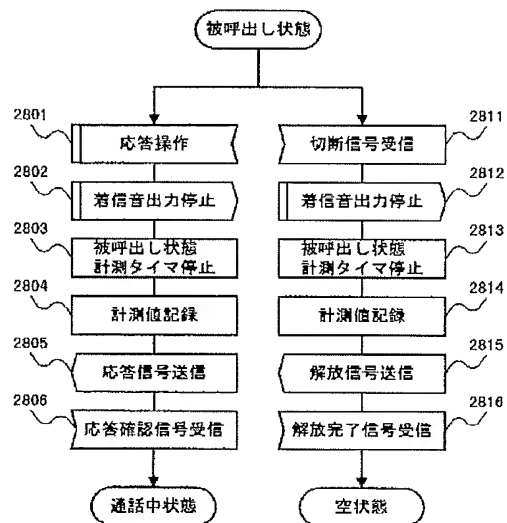 被呼出し状態
2801
応答操作
2802
着信音出力停止
2803
被呼出し状態
計測タイマ停止
2804
計測値記録
2805
応答信号送信
2806
応答確認信号受信
通話中状態
2811
切断信号受信
2812
着信音出力停止
2813
被呼出し状態
計測タイマ停止
2814
計測値記録
2815
解放信号送信
2816
解放完了信号受信
空状態